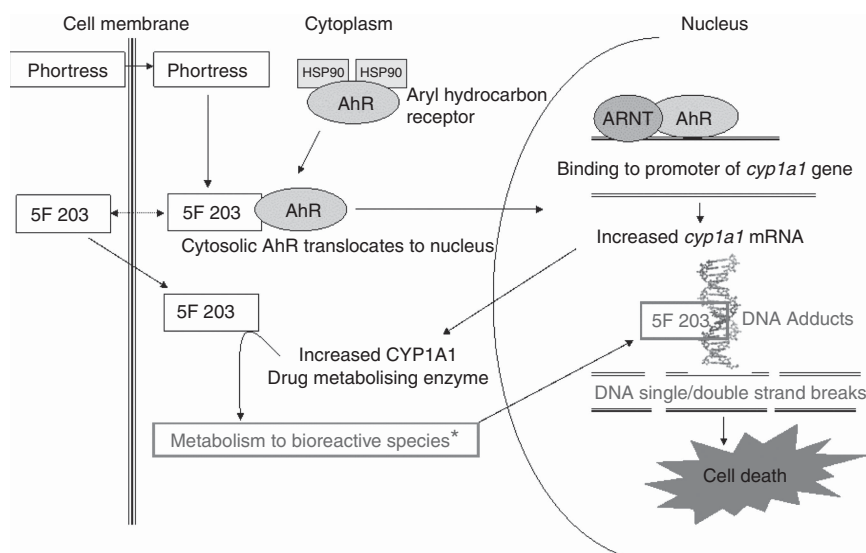 Cell membrane
Cytoplasm
Nucleus
Phortress
Phortress
HSP90
HSP90
AhR
Aryl hydrocarbon
receptor
ARNT
AhR
Binding to promoter of cyp1a1 gene
5F 203
5F 203
AhR
Cytosolic AhR translocates to nucleus
Increased cyp1a1 mRNA
5F 203
5F 203
DNA Adducts
Increased CYP1A1
Drug metabolising enzyme
DNA single/double strand breaks
Metabolism to bioreactive species*
Cell death